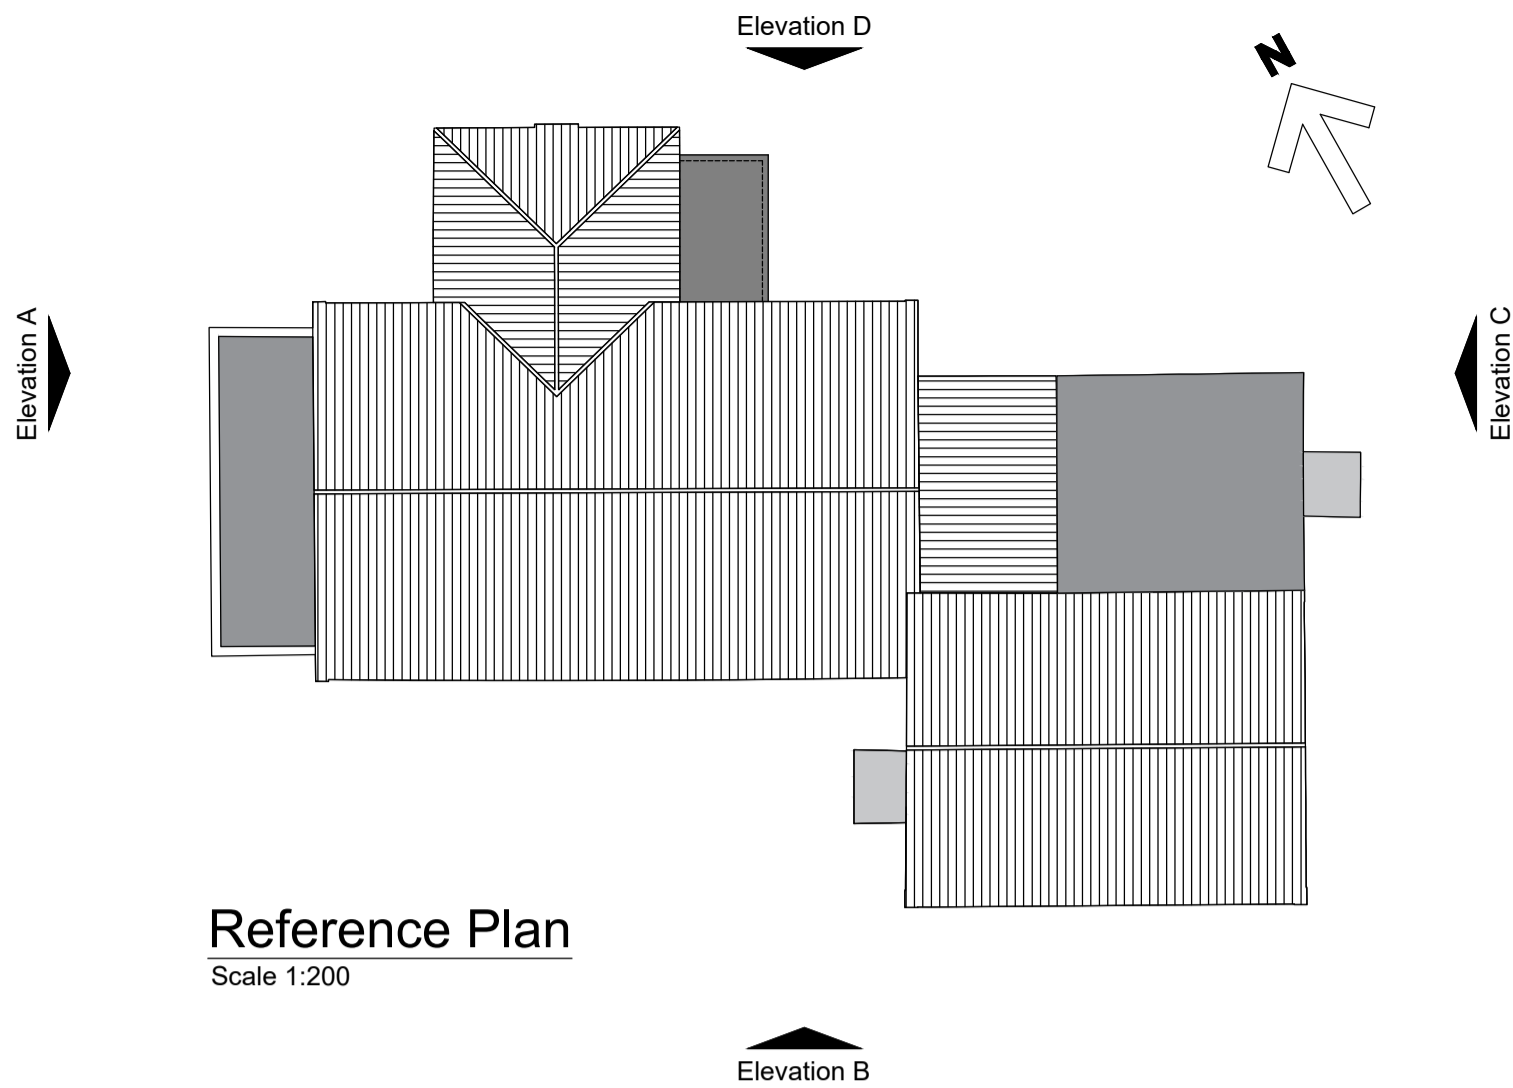 Elevation D
N
Elevation A
Elevation C
Reference Plan
Scale 1:200
Elevation B